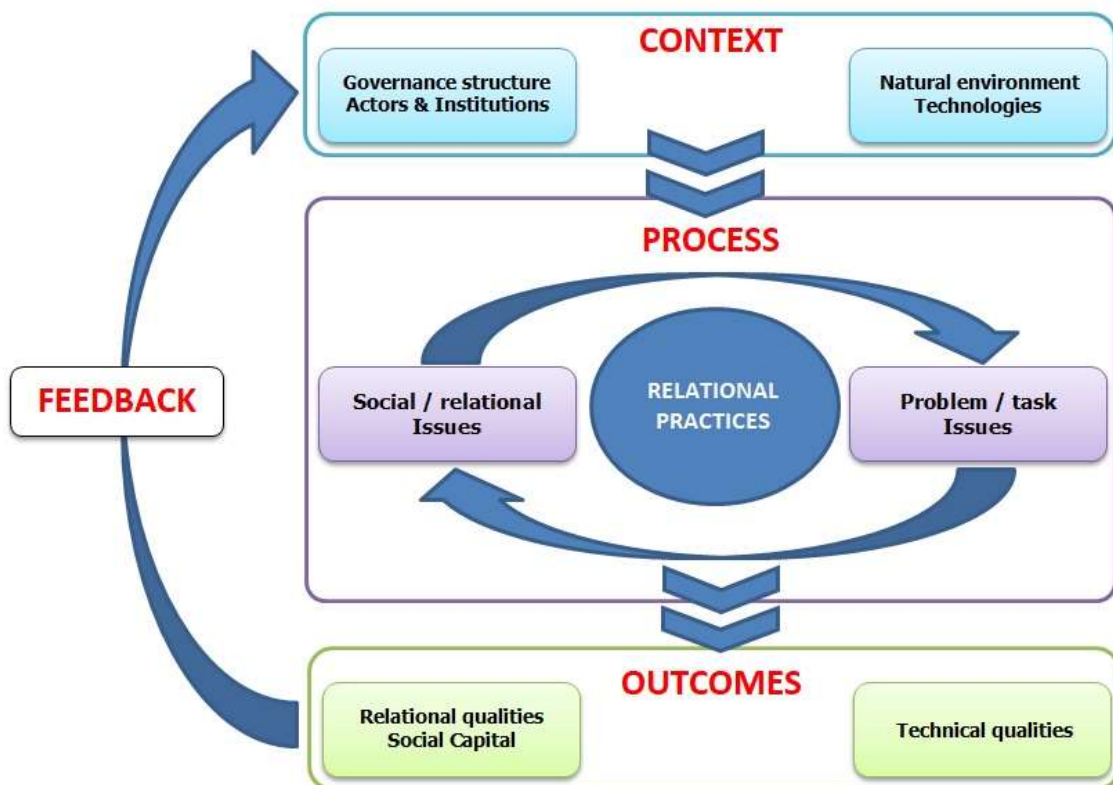 CONTEXT
Governance structure
Actors & Institutions
Natural environment
Technologies
PROCESS
FEEDBACK
Social / relational
Issues
RELATIONAL
PRACTICES
Problem / task
Issues
OUTCOMES
Relational qualities
Social Capital
Technical qualities